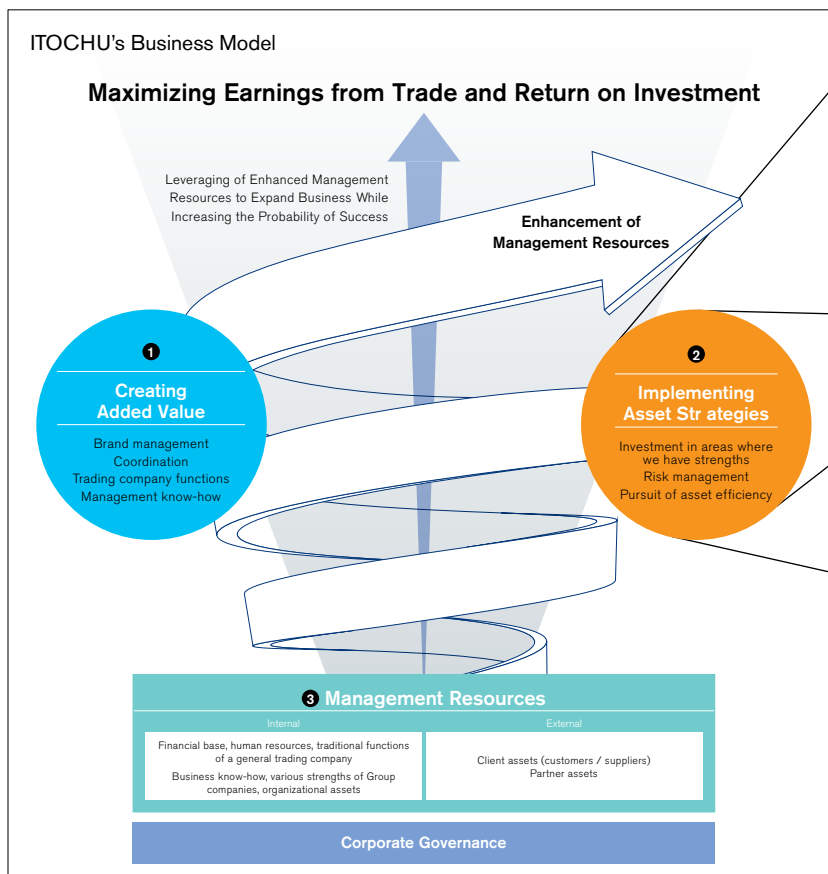 ITOCHU's Business Model
Maximizing Earnings from Trade and Return on Investment
Leveraging of Enhanced Management
Resources to Expand Business While
Increasing the Probability of Success
Enhancement of
Management Resources
1
Creating
Added Value
Brand management
Coordination
Trading company functions
Management know-how
2
Implementing
Asset Str ategies
Investment in areas where
we have strengths
Risk management
Pursuit of asset efficiency
3 Management Resources
Internal
Financial base, human resources, traditional functions
of a general trading company
Business know-how, various strengths of Group
companies, organizational assets
External
Client assets (customers / suppliers)
Partner assets
Corporate Governance